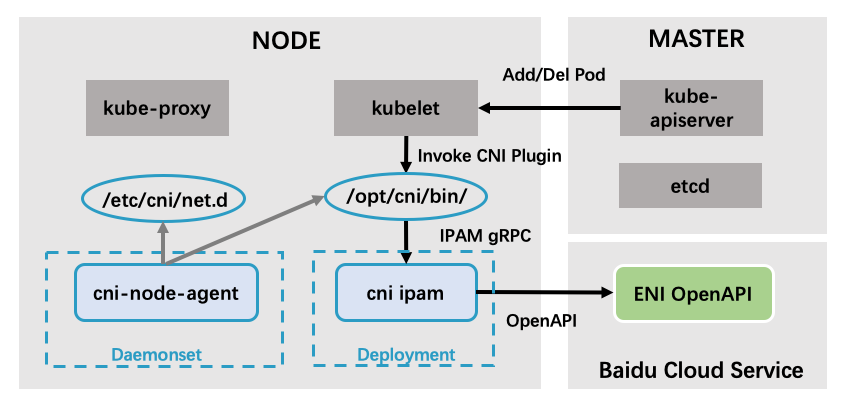 NODE
MASTER
Add/Del Pod
kube-proxy
kubelet
kube-
apiserver
Invoke CNI Plugin
/etc/cni/net.d
/opt/cni/bin/
etcd
IPAM gRPC
cni-node-agent
cni ipam
ENI OpenAPI
OpenAPI
Daemonset
Deployment
Baidu Cloud Service